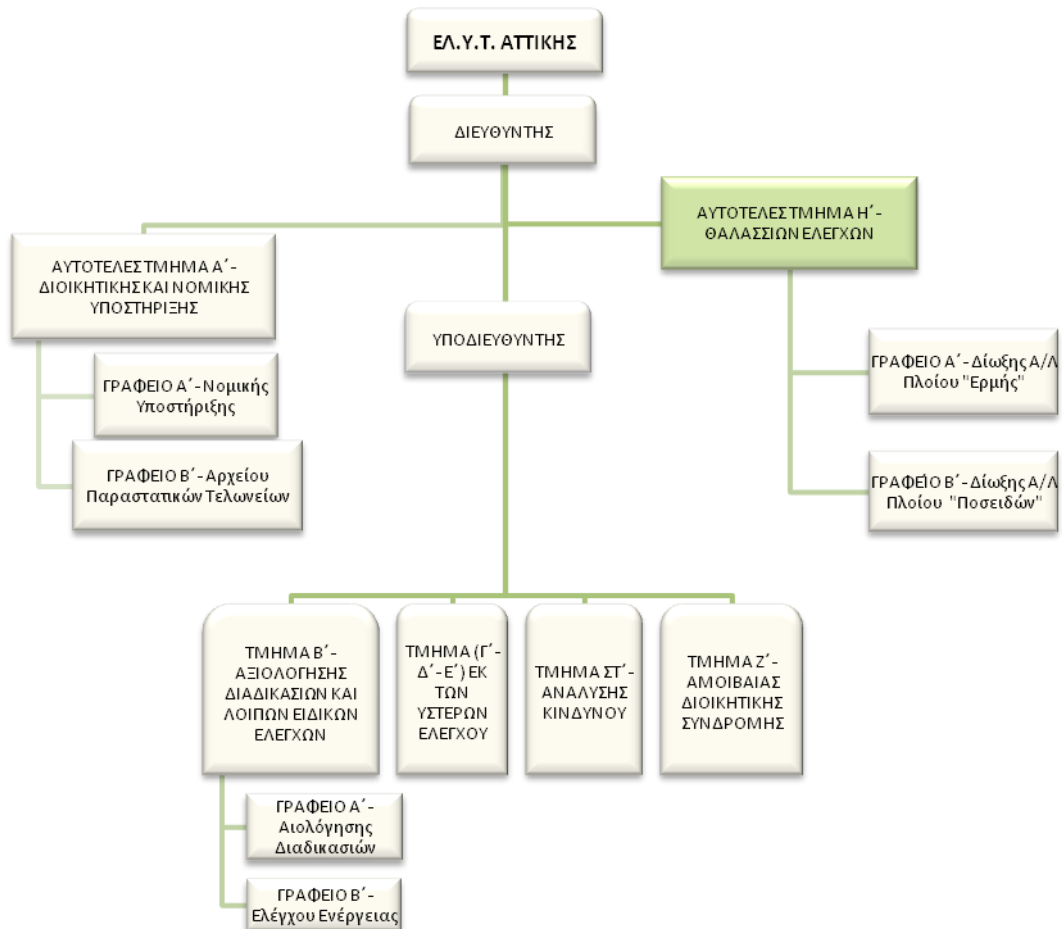 ΕΛ.Υ.Τ. ΑΤΤΙΚΗΣ
ΔΙΕΥΘΥΝΤΗΣ
ΑΥΤΟΤΕΛΕΣ ΤΜΗΜΑ Η΄-
ΘΑΛΑΣΣΙΩΝ ΕΛΕΓΧΩΝ
ΑΥΤΟΤΕΛΕΣ ΤΜΗΜΑ Α΄-
ΔΙΟΙΚΗΤΙΚΗΣ ΚΑΙ ΝΟΜΙΚΗΣ
ΥΠΟΣΤΗΡΙΞΗΣ
ΥΠΟΔΙΕΥΘΥΝΤΗΣ
ΓΡΑΦΕΙΟ Α΄- Νομικής
Υποστήριξης
ΓΡΑΦΕΙΟ Β΄- Αρχείου
Παραστατικών Τελωνείων
ΓΡΑΦΕΙΟ Α΄- Δίωξης Α/Λ
Πλοίου "Ερμής"
ΓΡΑΦΕΙΟ Β΄- Δίωξης Α/Λ
Πλοίου "Ποσειδών"
ΤΜΗΜΑ Β΄-
ΑΞΙΟΛΟΓΗΣΗΣ
ΔΙΑΔΙΚΑΣΙΩΝ ΚΑΙ
ΛΟΙΠΩΝ ΕΙΔΙΚΩΝ
ΕΛΕΓΧΩΝ
ΤΜΗΜΑ (Γ΄-
Δ΄- Ε΄) ΕΚ
ΤΩΝ
ΥΣΤΕΡΩΝ
ΕΛΕΓΧΟΥ
ΤΜΗΜΑ ΣΤ΄-
ΑΝΑΛΥΣΗΣ
ΚΙΝΔΥΝΟΥ
ΤΜΗΜΑ Ζ΄-
ΑΜΟΙΒΑΙΑΣ
ΔΙΟΙΚΗΤΙΚΗΣ
ΣΥΝΔΡΟΜΗΣ
ΓΡΑΦΕΙΟ Α΄-
Αιολόγησης
Διαδικασιών
ΓΡΑΦΕΙΟ Β΄-
Ελέγχου Ενέργειας